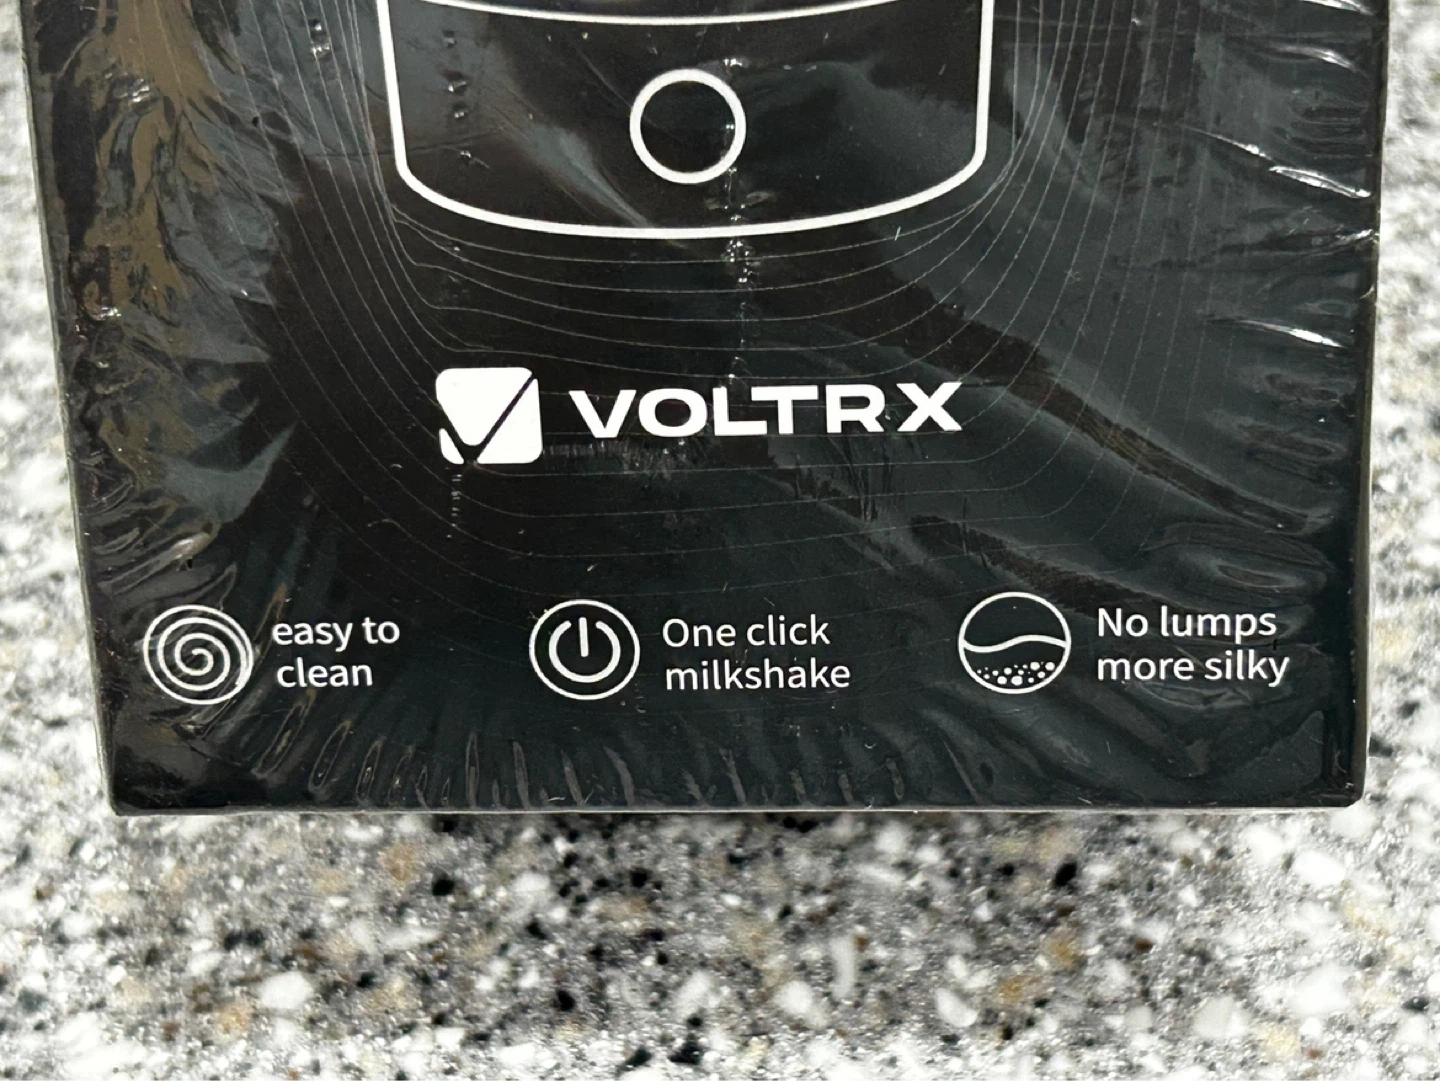 VOLTRX
easy to
clean
One click
milkshake
No lumps
more silky